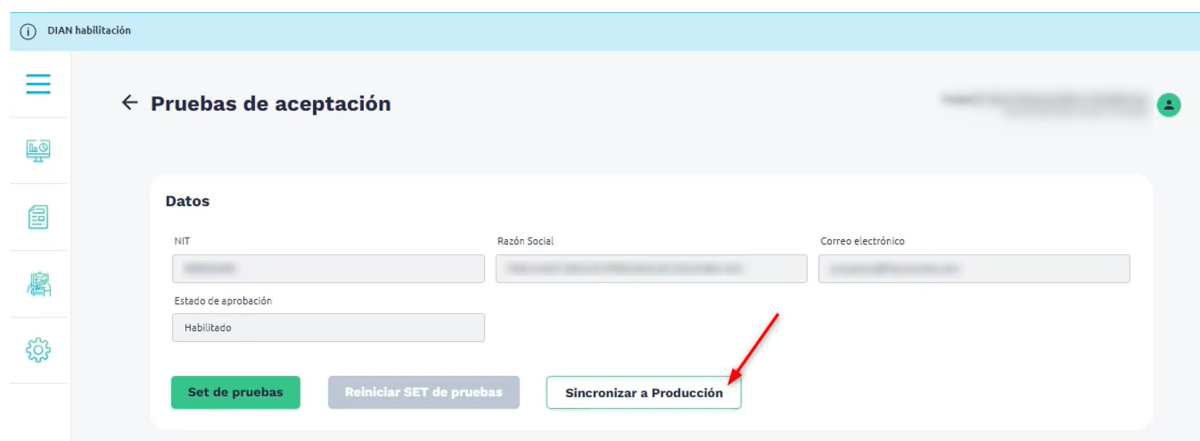 DIAN habilitación
Pruebas de aceptación
Datos
NIT Razón Social Correo electrónico
Estado de aprobación
Habilitado
Set de pruebas Reiniciar SET de pruebas Sincronizar a Producción